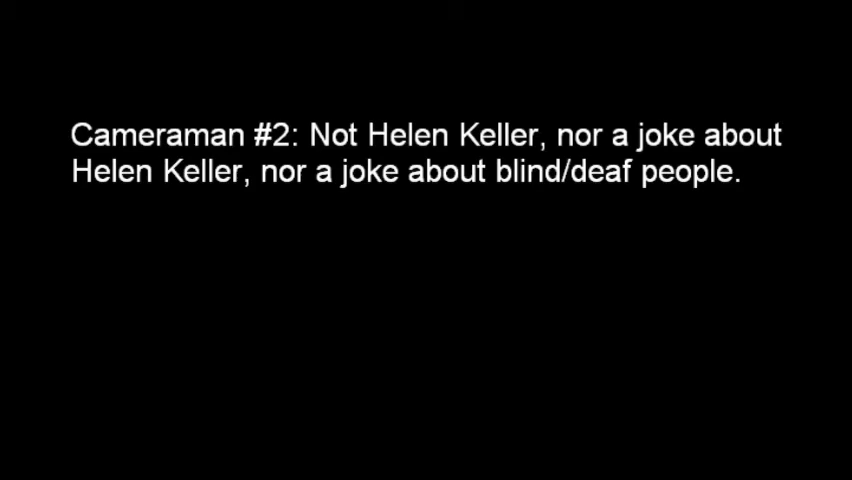 Cameraman #2: Not Helen Keller, nor a joke about
Helen Keller, nor a joke about blind/deaf people.